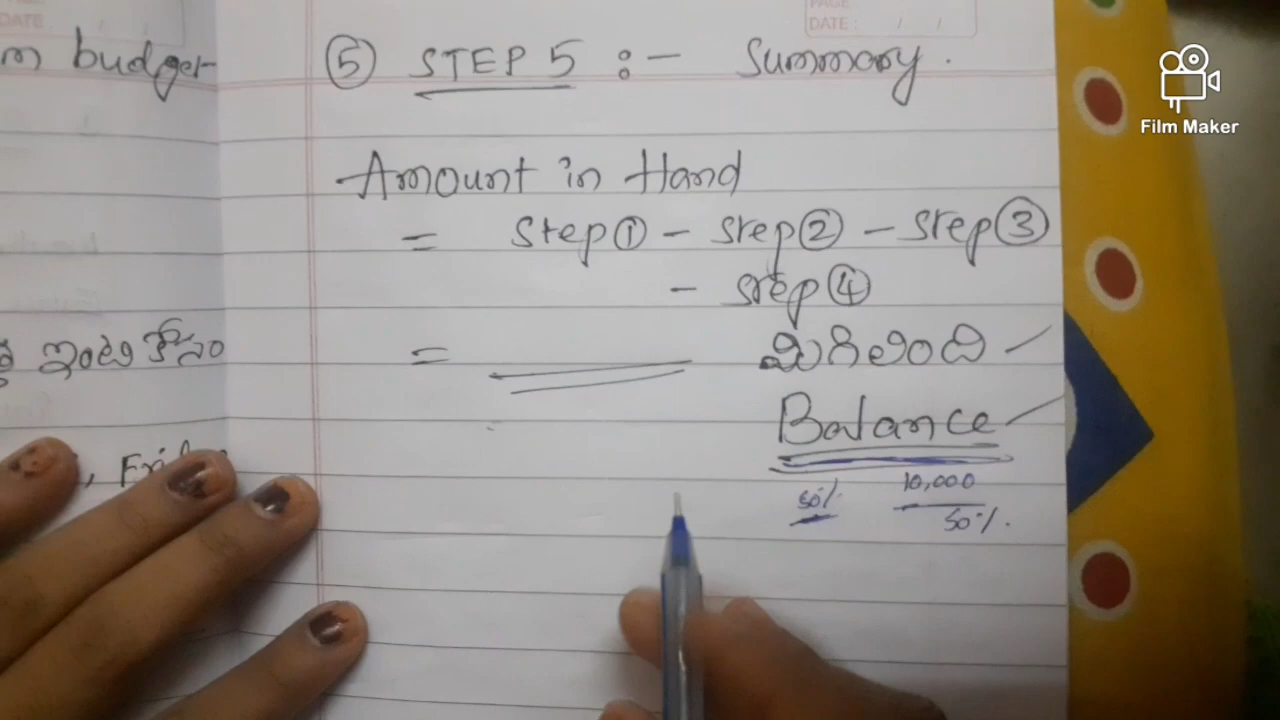 DATE : / /
PAGE
DATE : / /
m budget
⑤ STEP 5 :- Summary.
Amount in Hand
= Step① - Step② - Step③
- Step④
ఇంటి కోసం
= మిగిలింది
Balance
50%. 10,000
50%.
Film Maker